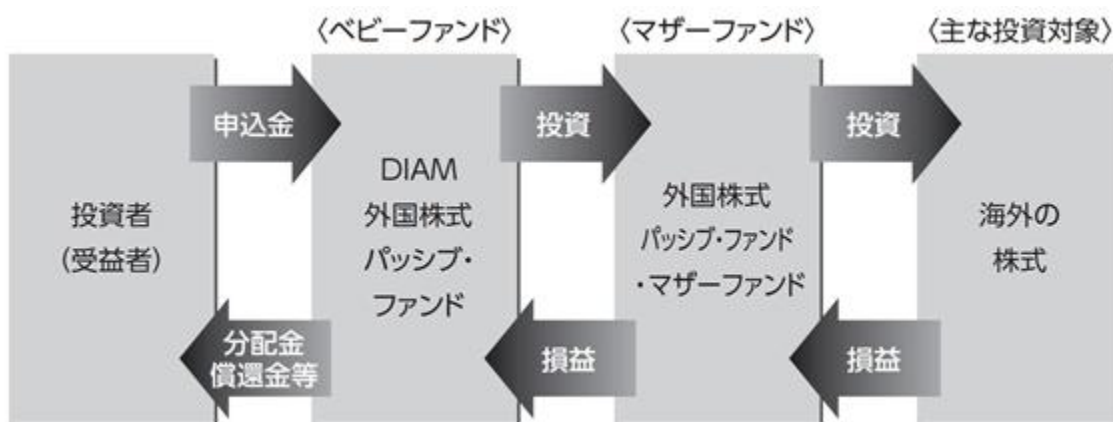 〈ベビーファンド〉
〈マザーファンド〉
〈主な投資対象〉
申込金
投資
投資
投資者
(受益者)
DIAM
外国株式
パッシブ・
ファンド
外国株式
パッシブ・ファンド
・マザーファンド
海外の
株式
分配金
償還金等
損益
損益